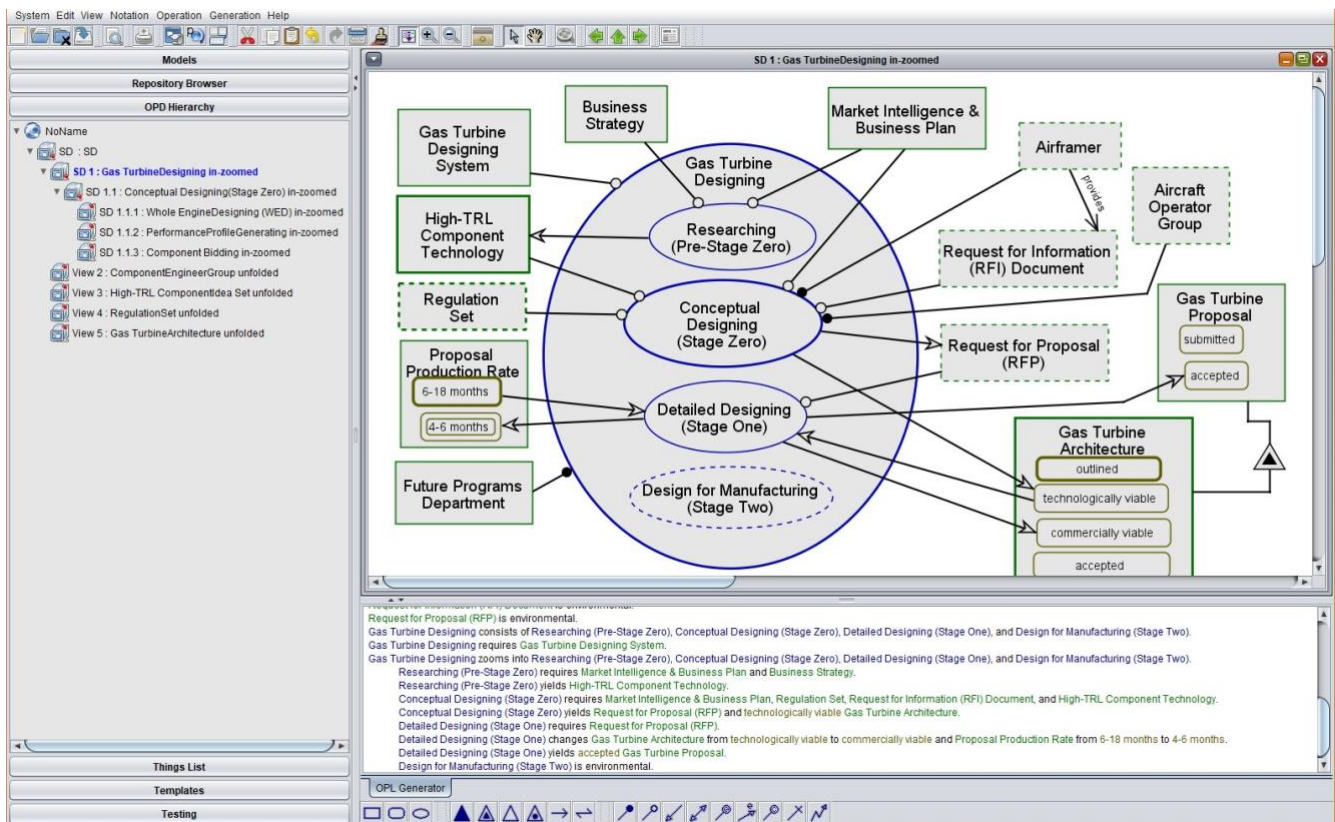 System Edit View Notation Operation Generation Help
Models
Repository Browser
OPD Hierarchy
NoName
SD : SD
SD 1 : Gas TurbineDesigning in-zoomed
SD 1.1 : Conceptual Designing(Stage Zero) in-zoomed
SD 1.1.1 : Whole EngineDesigning (WED) in-zoomed
SD 1.1.2 : PerformanceProfileGenerating in-zoomed
SD 1.1.3 : Component Bidding in-zoomed
View 2 : ComponentEngineerGroup unfolded
View 3 : High-TRL ComponentIdea Set unfolded
View 4 : RegulationSet unfolded
View 5 : Gas TurbineArchitecture unfolded
Things List
Templates
Testing
SD 1 : Gas TurbineDesigning in-zoomed
Gas Turbine
Designing
System
Business
Strategy
Market Intelligence &
Business Plan
Airframer
provides
Aircraft
Operator
Group
Gas Turbine
Designing
High-TRL
Component
Technology
Researching
(Pre-Stage Zero)
Request for Information
(RFI) Document
Regulation
Set
Conceptual
Designing
(Stage Zero)
Gas Turbine
Proposal
submitted
accepted
Request for Proposal
(RFP)
Proposal
Production Rate
6-18 months
4-6 months
Detailed Designing
(Stage One)
Gas Turbine
Architecture
outlined
technologically viable
commercially viable
accepted
Future Programs
Department
Design for Manufacturing
(Stage Two)
Request for Information (RFI) Document is environmental.
Request for Proposal (RFP) is environmental.
Gas Turbine Designing consists of Researching (Pre-Stage Zero), Conceptual Designing (Stage Zero), Detailed Designing (Stage One), and Design for Manufacturing (Stage Two).
Gas Turbine Designing requires Gas Turbine Designing System.
Gas Turbine Designing zooms into Researching (Pre-Stage Zero), Conceptual Designing (Stage Zero), Detailed Designing (Stage One), and Design for Manufacturing (Stage Two).
Researching (Pre-Stage Zero) requires Market Intelligence & Business Plan and Business Strategy.
Researching (Pre-Stage Zero) yields High-TRL Component Technology.
Conceptual Designing (Stage Zero) requires Market Intelligence & Business Plan, Regulation Set, Request for Information (RFI) Document, and High-TRL Component Technology.
Conceptual Designing (Stage Zero) yields Request for Proposal (RFP) and technologically viable Gas Turbine Architecture.
Detailed Designing (Stage One) requires Request for Proposal (RFP).
Detailed Designing (Stage One) changes Gas Turbine Architecture from technologically viable to commercially viable and Proposal Production Rate from 6-18 months to 4-6 months.
Detailed Designing (Stage One) yields accepted Gas Turbine Proposal.
Design for Manufacturing (Stage Two) is environmental.
OPL Generator